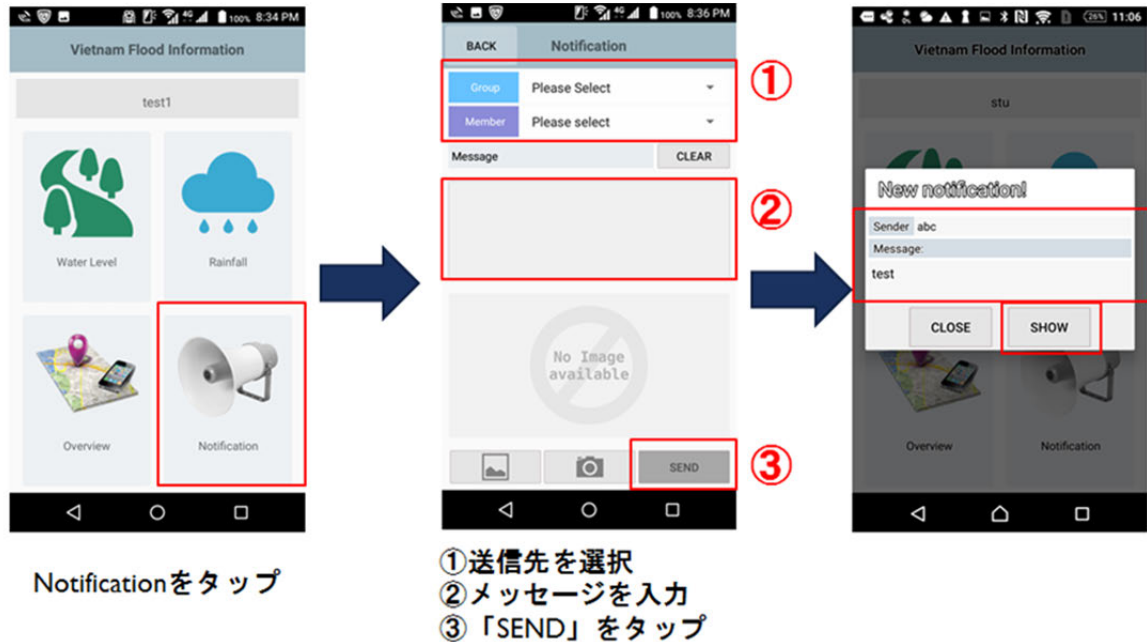 100% 8:34 PM
Vietnam Flood Information
test1
Water Level
Rainfall
Overview
Notification
Notificationをタップ
4G 100% 8:36 PM
BACK
Notification
Group
Please Select
Member
Please select
①
Message
CLEAR
②
No Image
available
SEND
③
①送信先を選択
②メッセージを入力
③「SEND」をタップ
26% 11:06
Vietnam Flood Information
stu
New notification!
Sender abc
Message:
test
CLOSE
SHOW
Overview
Notification